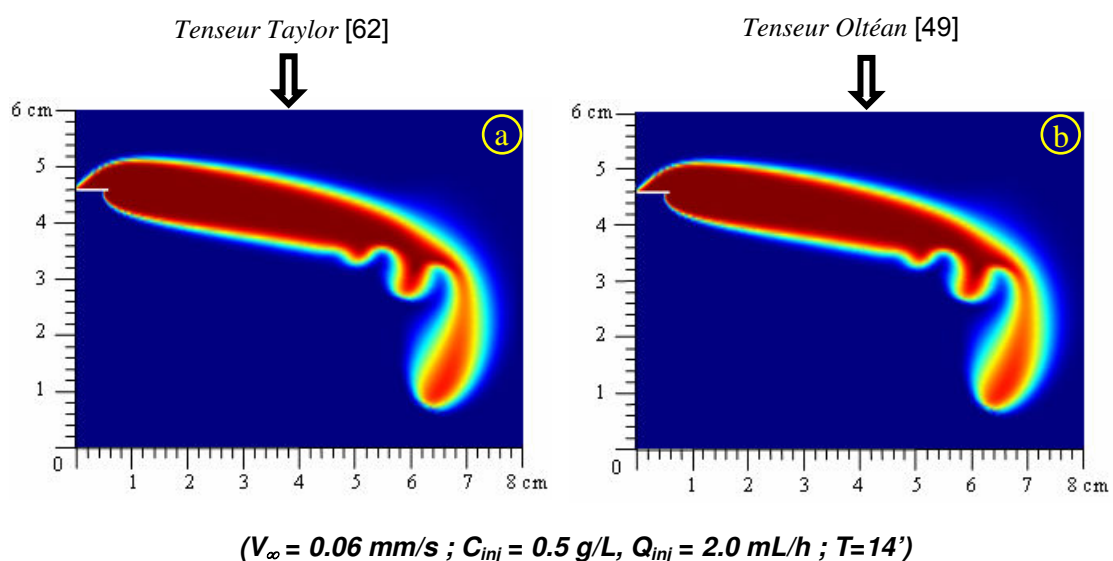 Tenseur Taylor [62]
Tenseur Oltéan [49]
6 cm
5
4
3
2
1
0
1
2
3
4
5
6
7
8 cm
a
6 cm
5
4
3
2
1
0
1
2
3
4
5
6
7
8 cm
b
(V∞ = 0.06 mm/s ; Cinj = 0.5 g/L, Qinj = 2.0 mL/h ; T=14’)